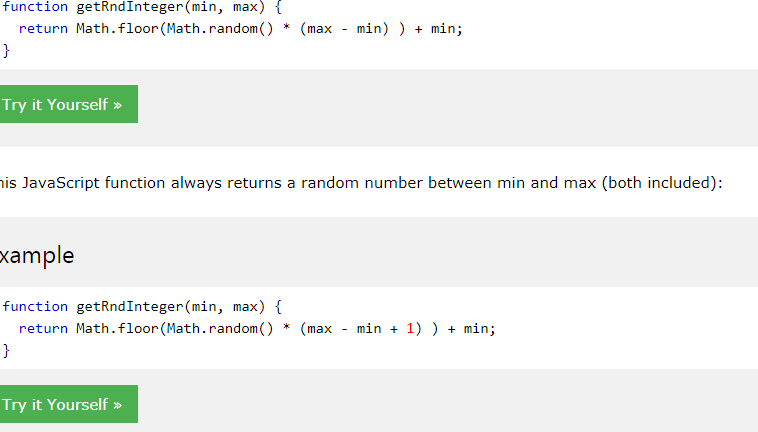 function getRndInteger(min, max) {
  return Math.floor(Math.random() * (max - min) ) + min;
}
Try it Yourself »
his JavaScript function always returns a random number between min and max (both included):
xample
function getRndInteger(min, max) {
  return Math.floor(Math.random() * (max - min + 1) ) + min;
}
Try it Yourself »